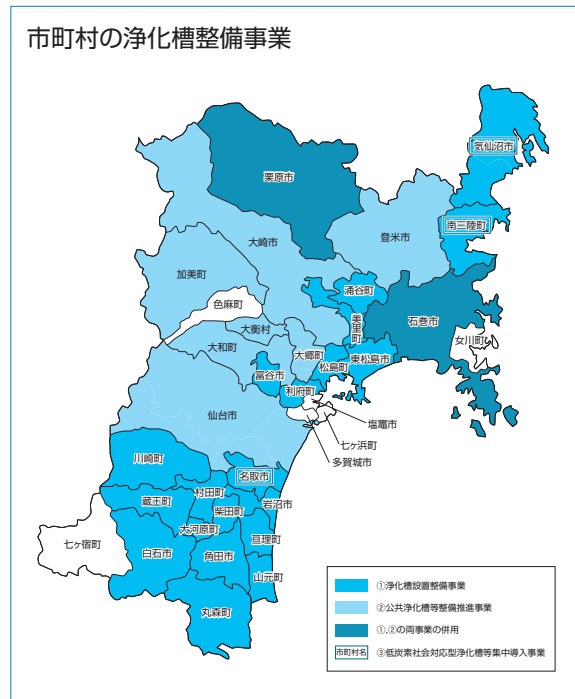 市町村の浄化槽整備事業
気仙沼市
栗原市
南三陸町
登米市
大崎市
加美町
涌谷町
色麻町
美里町
石巻市
大衡村
女川町
大和町
大郷町
松島町
東松島市
富谷市
利府町
仙台市
塩竈市
七ヶ浜町
多賀城市
川崎町
名取市
村田町
岩沼市
蔵王町
柴田町
大河原町
亘理町
七ヶ宿町
白石市
角田市
山元町
丸森町
①浄化槽設置整備事業
②公共浄化槽等整備推進事業
①、②の両事業の併用
市町村名 ③低炭素社会対応型浄化槽等集中導入事業